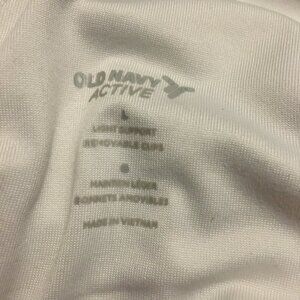 OLD NAVY
ACTIVE
L
LIGHT SUPPORT
REMOVABLE CUPS
MAINTIEN LÉGER
BONNETS AMOVIBLES
MADE IN VIETNAM